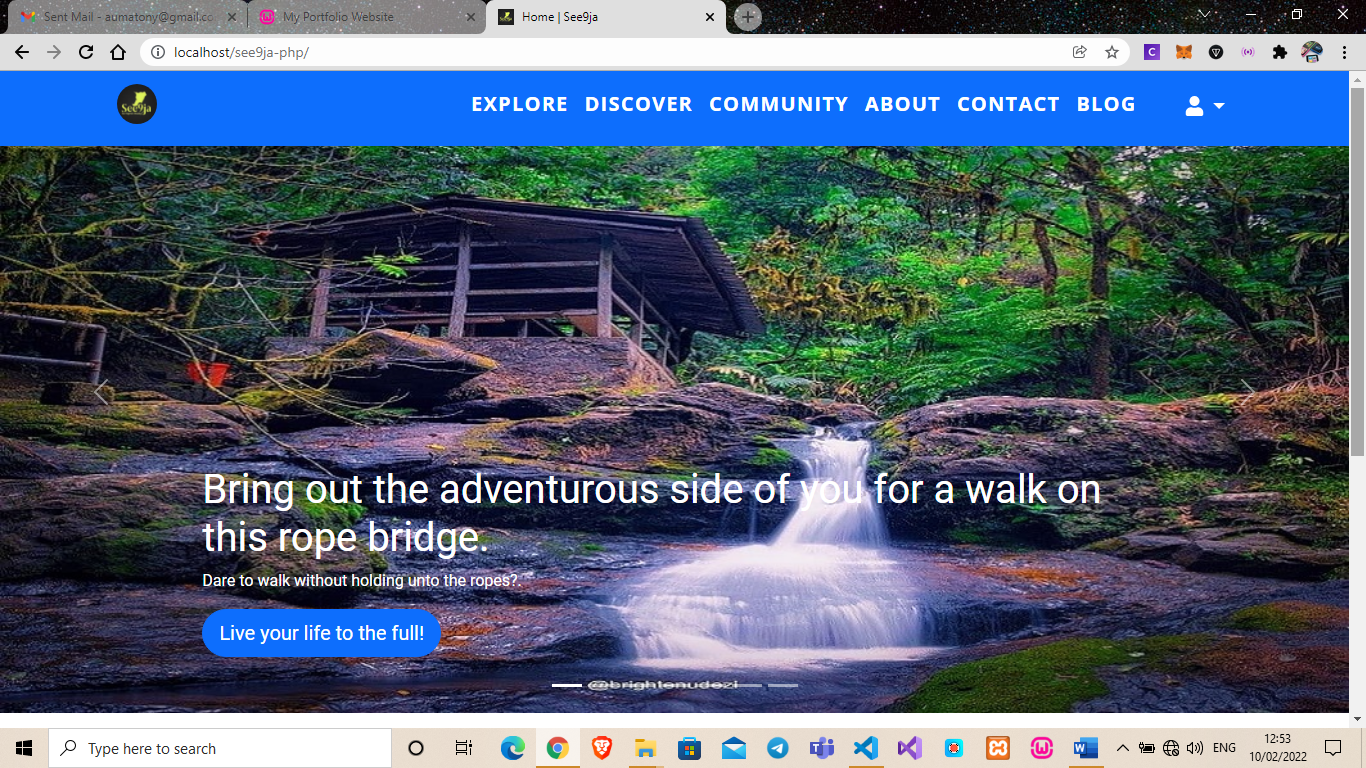 Sent Mail - aumatony@gmail.co
My Portfolio Website
Home | See9ja
localhost/see9ja-php/
See9ja
EXPLORE DISCOVER COMMUNITY ABOUT CONTACT BLOG
Bring out the adventurous side of you for a walk on
this rope bridge.
Dare to walk without holding unto the ropes?.
Live your life to the full!
@brightenudezi
Type here to search
ENG
12:53
10/02/2022